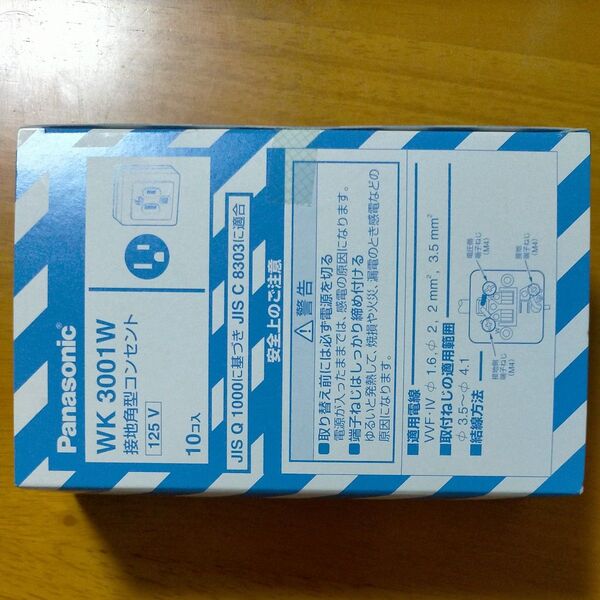 Panasonic®
WK 3001W
接地角型コンセント
125 V
10コ入
JIS Q 1000に基づき JIS C 8303に適合
安全上のご注意
⚠警告
●取り替え前には必ず電源を切る
電源が入ったままでは、感電の原因になります。
●端子ねじはしっかり締め付ける
ゆるいと発熱して、焼損や火災、漏電のとき感電などの
原因になります。
■適用電線
VVF・IV φ1.6、φ2、2 mm²、3.5 mm²
■取付ねじの適用範囲
φ3.5～φ4.1
■結線方法
電圧側
端子ねじ
(M4)
接地
端子ねじ
(M4)
接地側
端子ねじ
(M4)